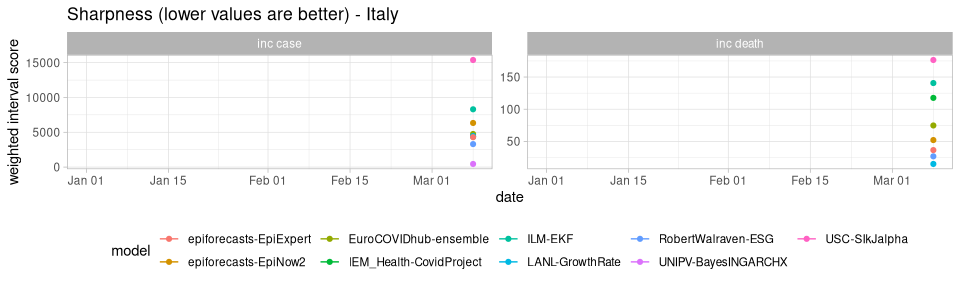 Sharpness (lower values are better) - Italy
inc case
inc death
weighted interval score
15000
10000
5000
0
150
100
50
Jan 01
Jan 15
Feb 01
Feb 15
Mar 01
Jan 01
Jan 15
Feb 01
Feb 15
Mar 01
date
model
epiforecasts-EpiExpert
EuroCOVIDhub-ensemble
ILM-EKF
RobertWalraven-ESG
USC-SIkJalpha
epiforecasts-EpiNow2
IEM_Health-CovidProject
LANL-GrowthRate
UNIPV-BayesINGARCHX